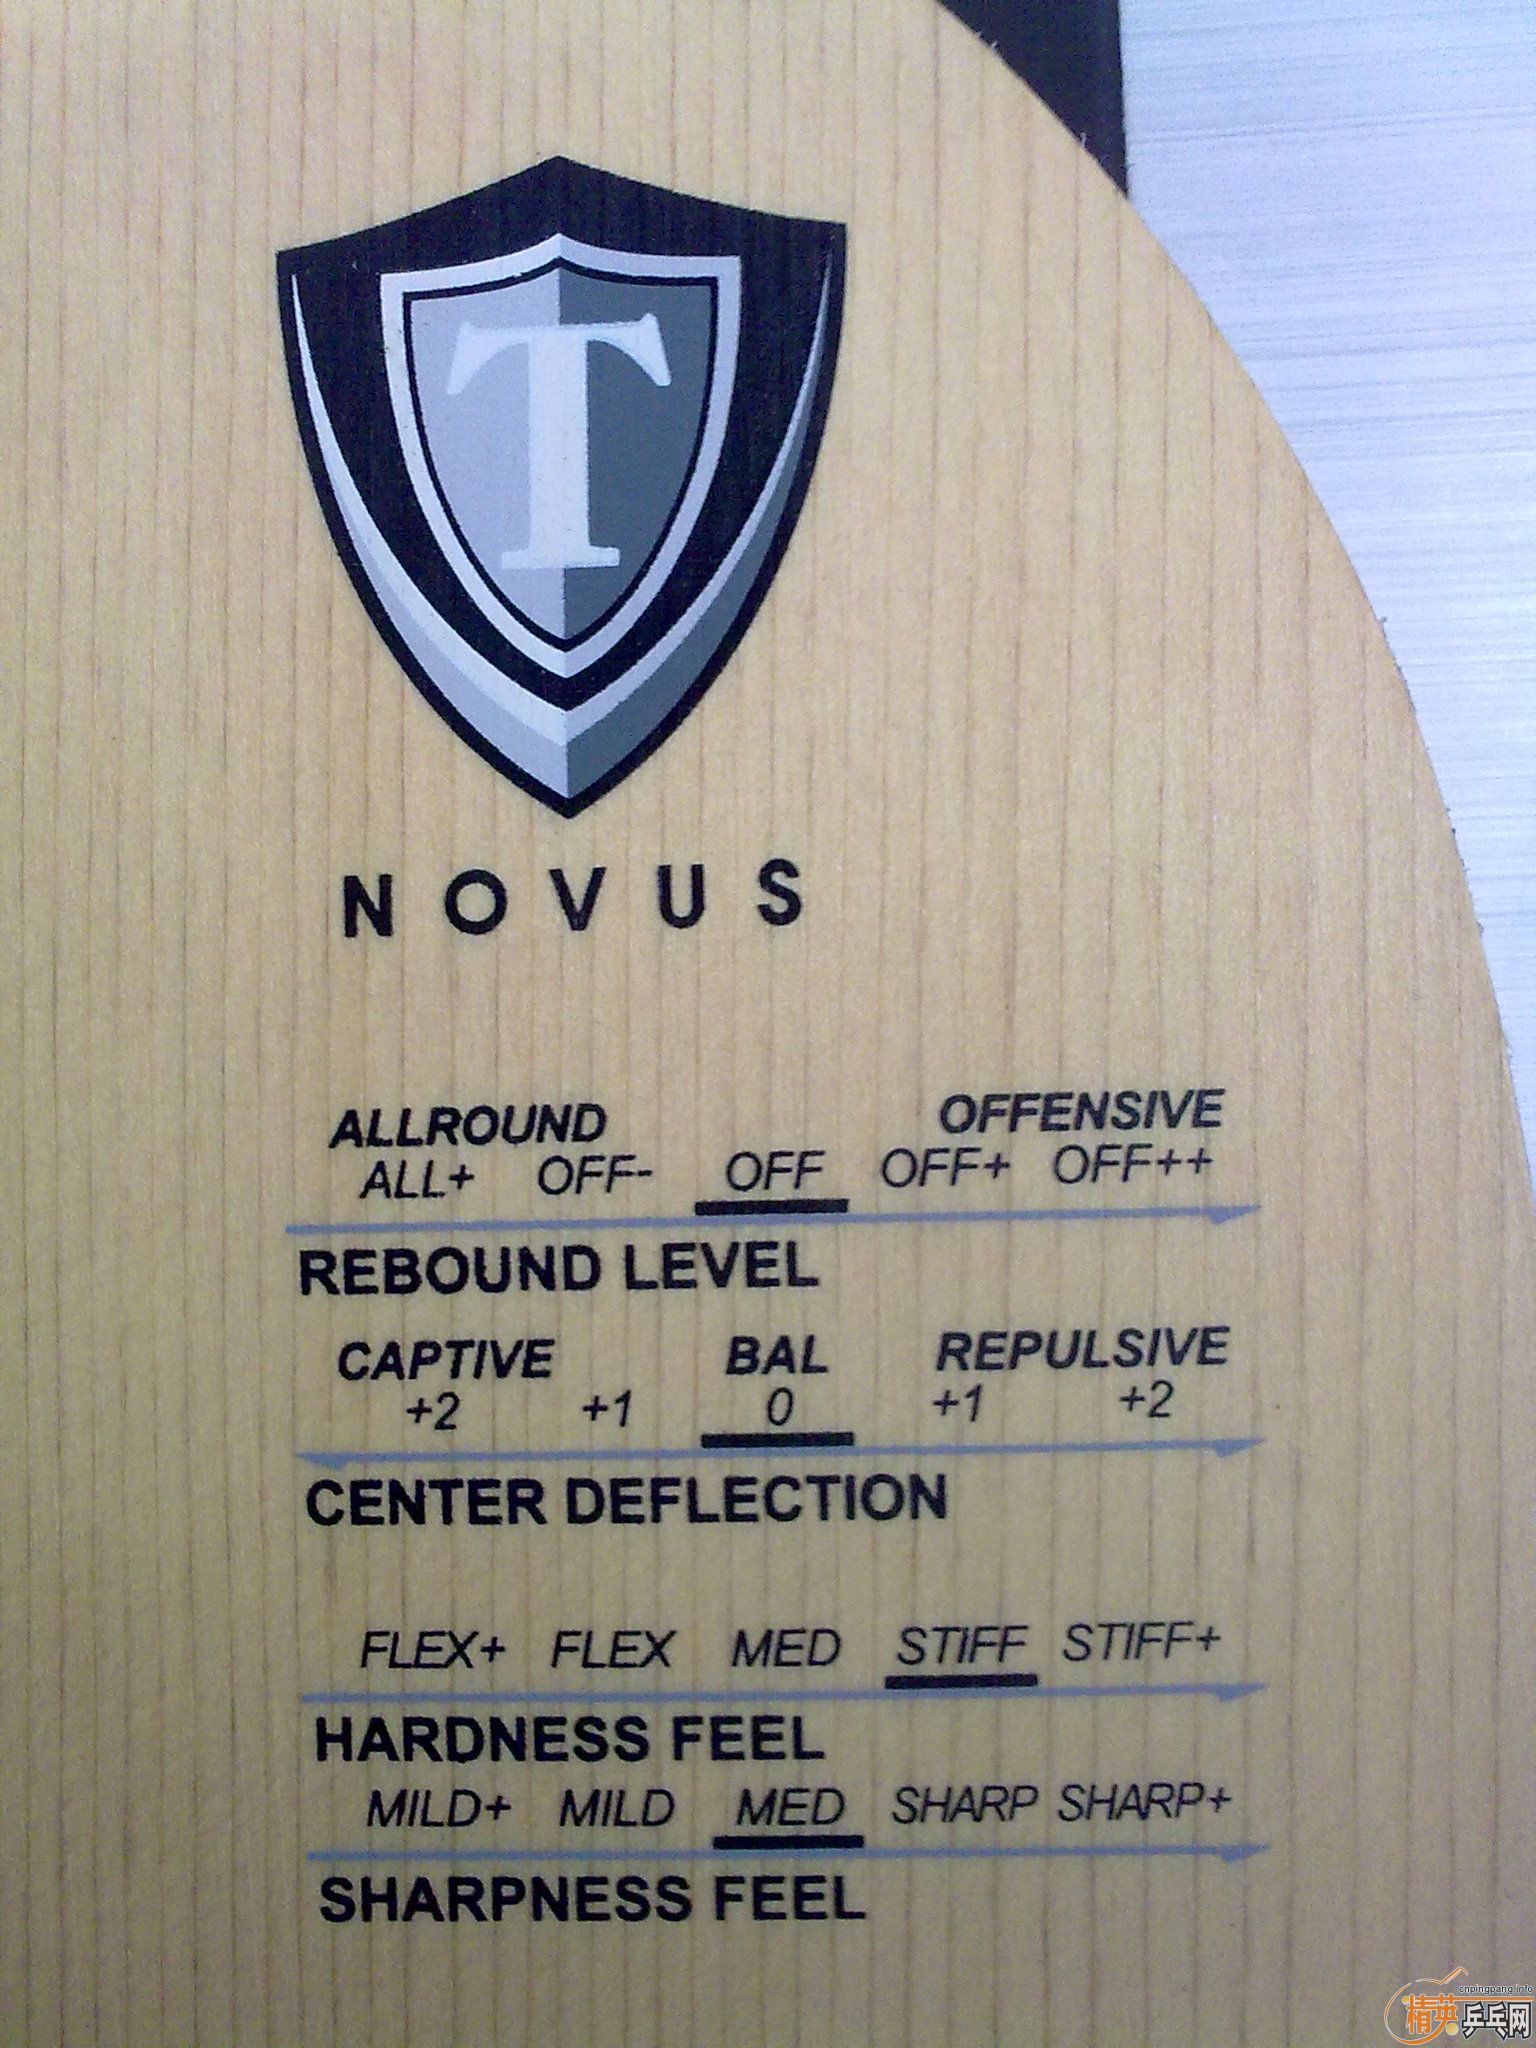 T
NOVUS
ALLROUND OFFENSIVE
ALL+ OFF- OFF OFF+ OFF++
REBOUND LEVEL
CAPTIVE BAL REPULSIVE
+2 +1 0 +1 +2
CENTER DEFLECTION
FLEX+ FLEX MED STIFF STIFF+
HARDNESS FEEL
MILD+ MILD MED SHARP SHARP+
SHARPNESS FEEL
cnpingpang.info
精英乒乓网